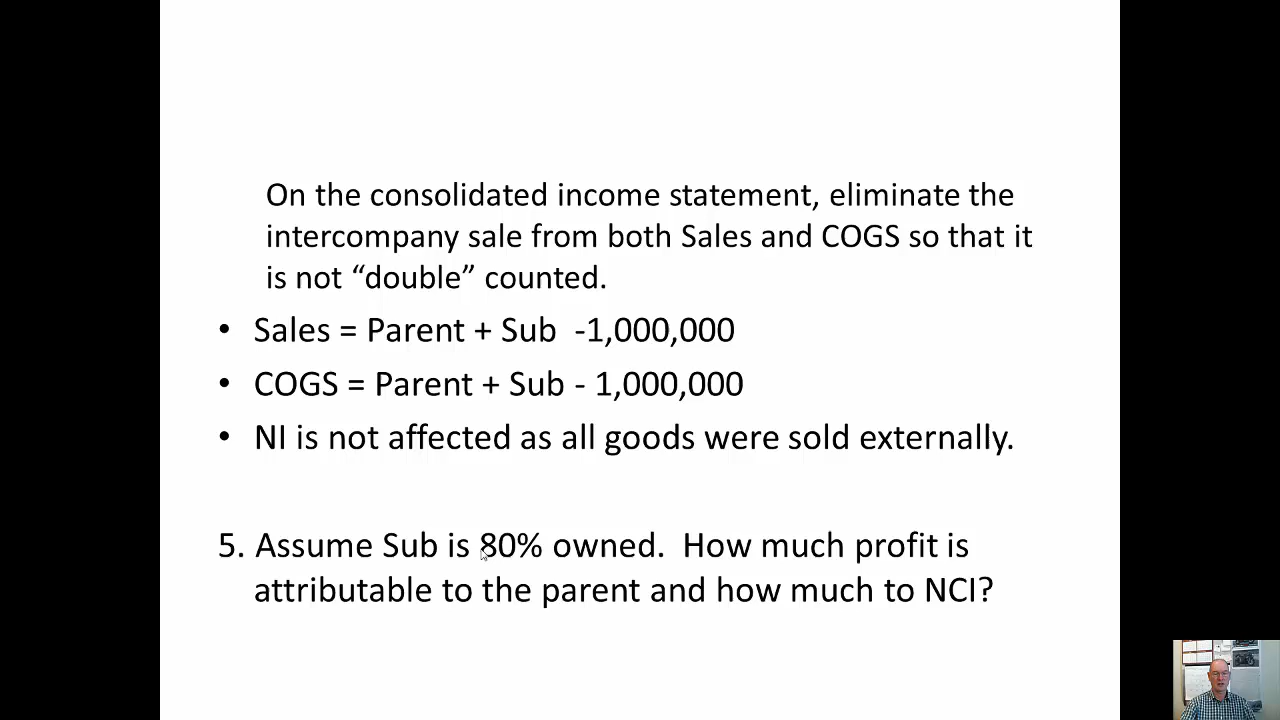 On the consolidated income statement, eliminate the
intercompany sale from both Sales and COGS so that it
is not “double” counted.
• Sales = Parent + Sub -1,000,000
• COGS = Parent + Sub - 1,000,000
• NI is not affected as all goods were sold externally.
5. Assume Sub is 80% owned. How much profit is
attributable to the parent and how much to NCI?